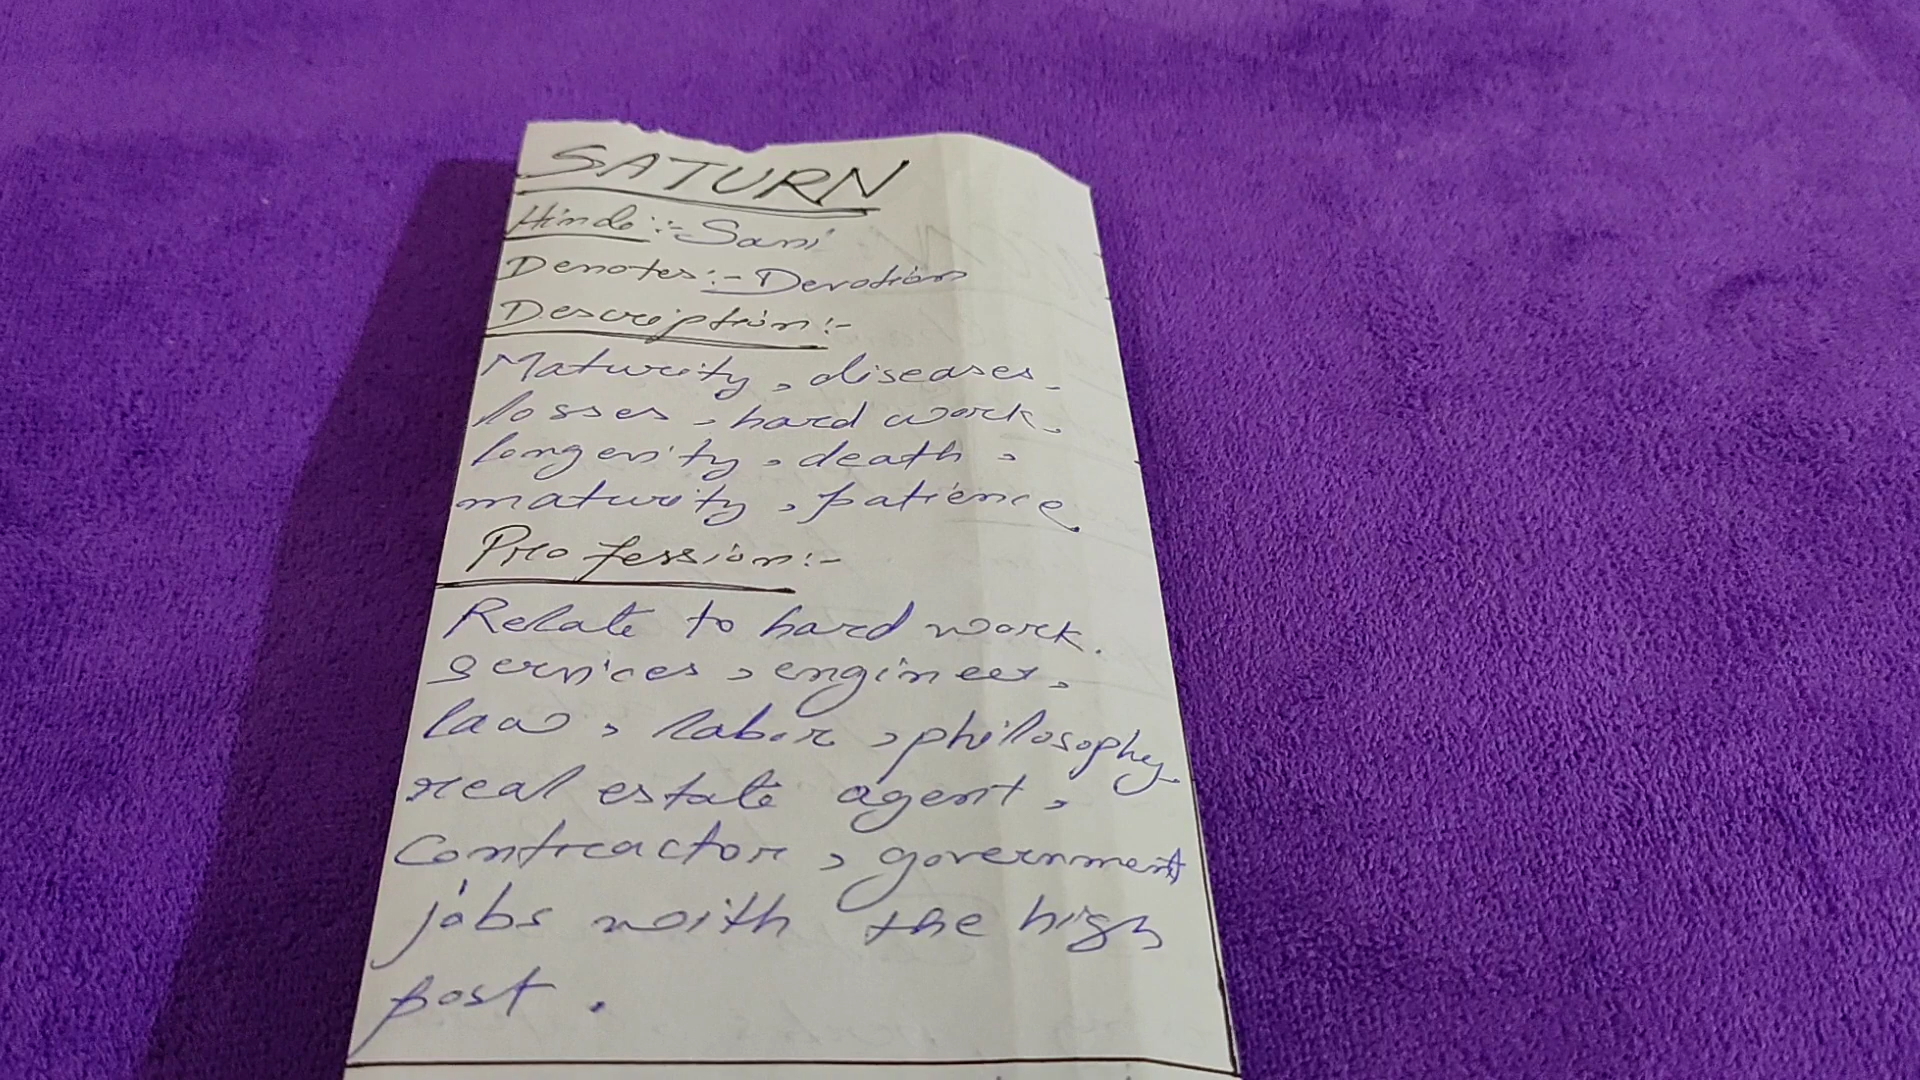 SATURN
Hindo :- Sani
Denotes :- Devotion
Description :-
Maturity, diseases,
losses, hard work,
longevity, death,
maturity, patience.
Profession :-
Relate to hard work.
services, engineer,
law, labor, philosophy,
real estate agent,
contractor, government
jobs with the high
post.